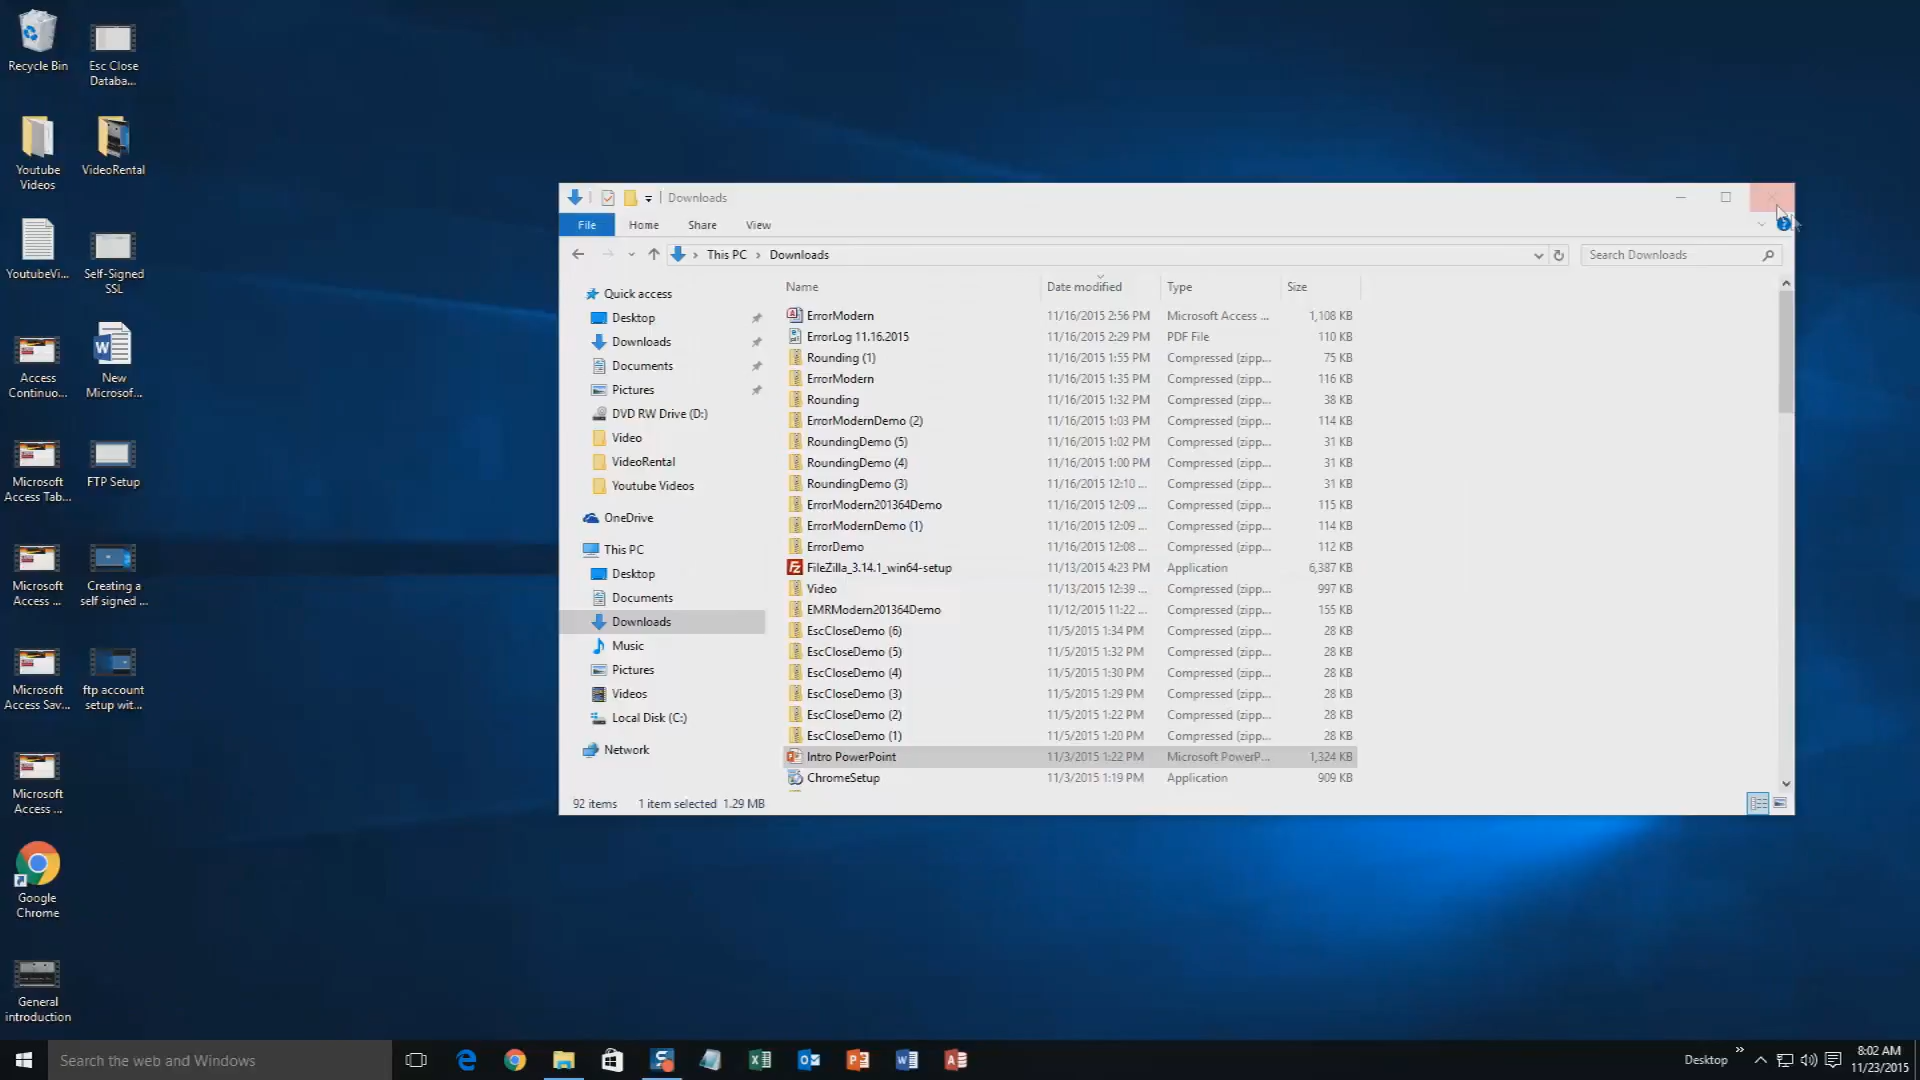 Recycle Bin
Esc Close
Databa...
Youtube
Videos
VideoRental
YoutubeVi...
Self-Signed
SSL
Access
Continuo...
New
Microsof...
Microsoft
Access Tab...
FTP Setup
Microsoft
Access ...
Creating a
self signed ...
Microsoft
Access Sav...
ftp account
setup wit...
Microsoft
Access ...
Google
Chrome
General
introduction
Downloads
File Home Share View
This PC > Downloads
Search Downloads
Quick access
Desktop
Downloads
Documents
Pictures
DVD RW Drive (D:)
Video
VideoRental
Youtube Videos
OneDrive
This PC
Desktop
Documents
Downloads
Music
Pictures
Videos
Local Disk (C:)
Network
Name Date modified Type Size
ErrorModern 11/16/2015 2:56 PM Microsoft Access ... 1,108 KB
ErrorLog 11.16.2015 11/16/2015 2:29 PM PDF File 110 KB
Rounding (1) 11/16/2015 1:55 PM Compressed (zipp... 75 KB
ErrorModern 11/16/2015 1:35 PM Compressed (zipp... 116 KB
Rounding 11/16/2015 1:32 PM Compressed (zipp... 38 KB
ErrorModernDemo (2) 11/16/2015 1:03 PM Compressed (zipp... 114 KB
RoundingDemo (5) 11/16/2015 1:02 PM Compressed (zipp... 31 KB
RoundingDemo (4) 11/16/2015 1:00 PM Compressed (zipp... 31 KB
RoundingDemo (3) 11/16/2015 12:10 ... Compressed (zipp... 31 KB
ErrorModern201364Demo 11/16/2015 12:09 ... Compressed (zipp... 115 KB
ErrorModernDemo (1) 11/16/2015 12:09 ... Compressed (zipp... 114 KB
ErrorDemo 11/16/2015 12:08 ... Compressed (zipp... 112 KB
FileZilla_3.14.1_win64-setup 11/13/2015 4:23 PM Application 6,387 KB
Video 11/13/2015 12:39 ... Compressed (zipp... 997 KB
EMRModern201364Demo 11/12/2015 11:22 ... Compressed (zipp... 155 KB
EscCloseDemo (6) 11/5/2015 1:34 PM Compressed (zipp... 28 KB
EscCloseDemo (5) 11/5/2015 1:32 PM Compressed (zipp... 28 KB
EscCloseDemo (4) 11/5/2015 1:30 PM Compressed (zipp... 28 KB
EscCloseDemo (3) 11/5/2015 1:29 PM Compressed (zipp... 28 KB
EscCloseDemo (2) 11/5/2015 1:22 PM Compressed (zipp... 28 KB
EscCloseDemo (1) 11/5/2015 1:20 PM Compressed (zipp... 28 KB
Intro PowerPoint 11/3/2015 1:22 PM Microsoft PowerP... 1,324 KB
ChromeSetup 11/3/2015 1:19 PM Application 909 KB
92 items 1 item selected 1.29 MB
Search the web and Windows
Desktop
8:02 AM
11/23/2015